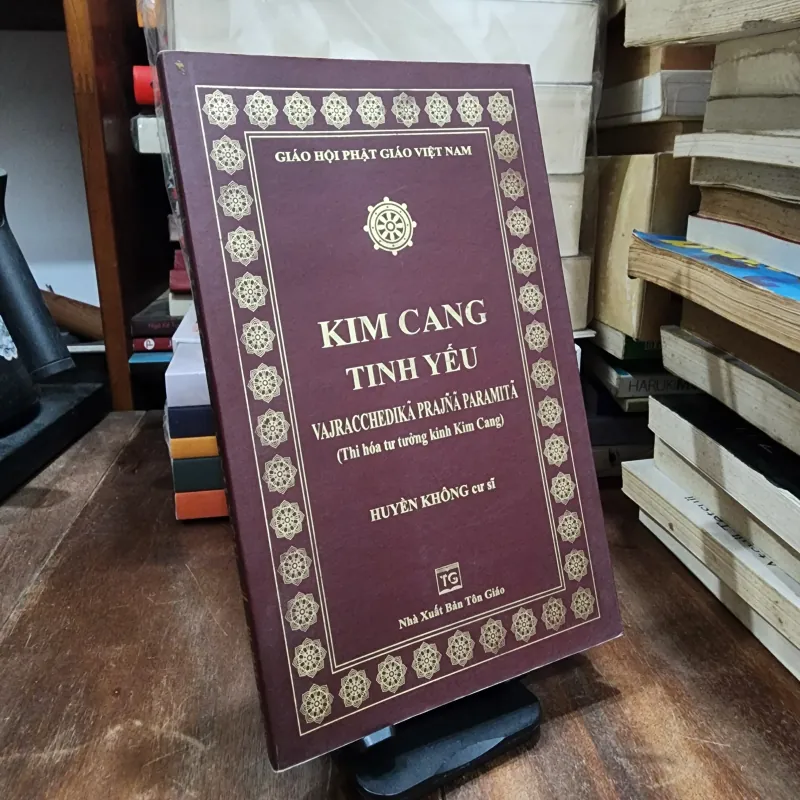 GIÁO HỘI PHẬT GIÁO VIỆT NAM
KIM CANG
TINH YẾU
VAJRACCHEDIKĀ PRAJÑĀ PARAMITĀ
(Thi hóa tư tưởng kinh Kim Cang)
HUYỀN KHÔNG cư sĩ
TG
Nhà Xuất Bản Tôn Giáo